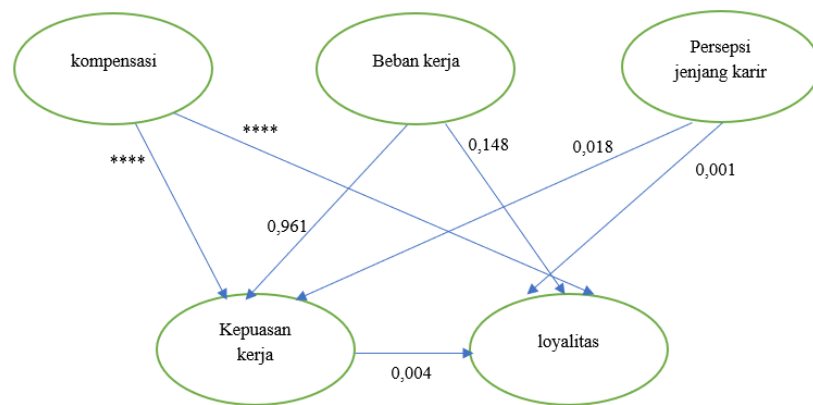 kompensasi
Beban kerja
Persepsi
jenjang karir
****
****
0,148
0,018
0,001
0,961
Kepuasan
kerja
loyalitas
0,004